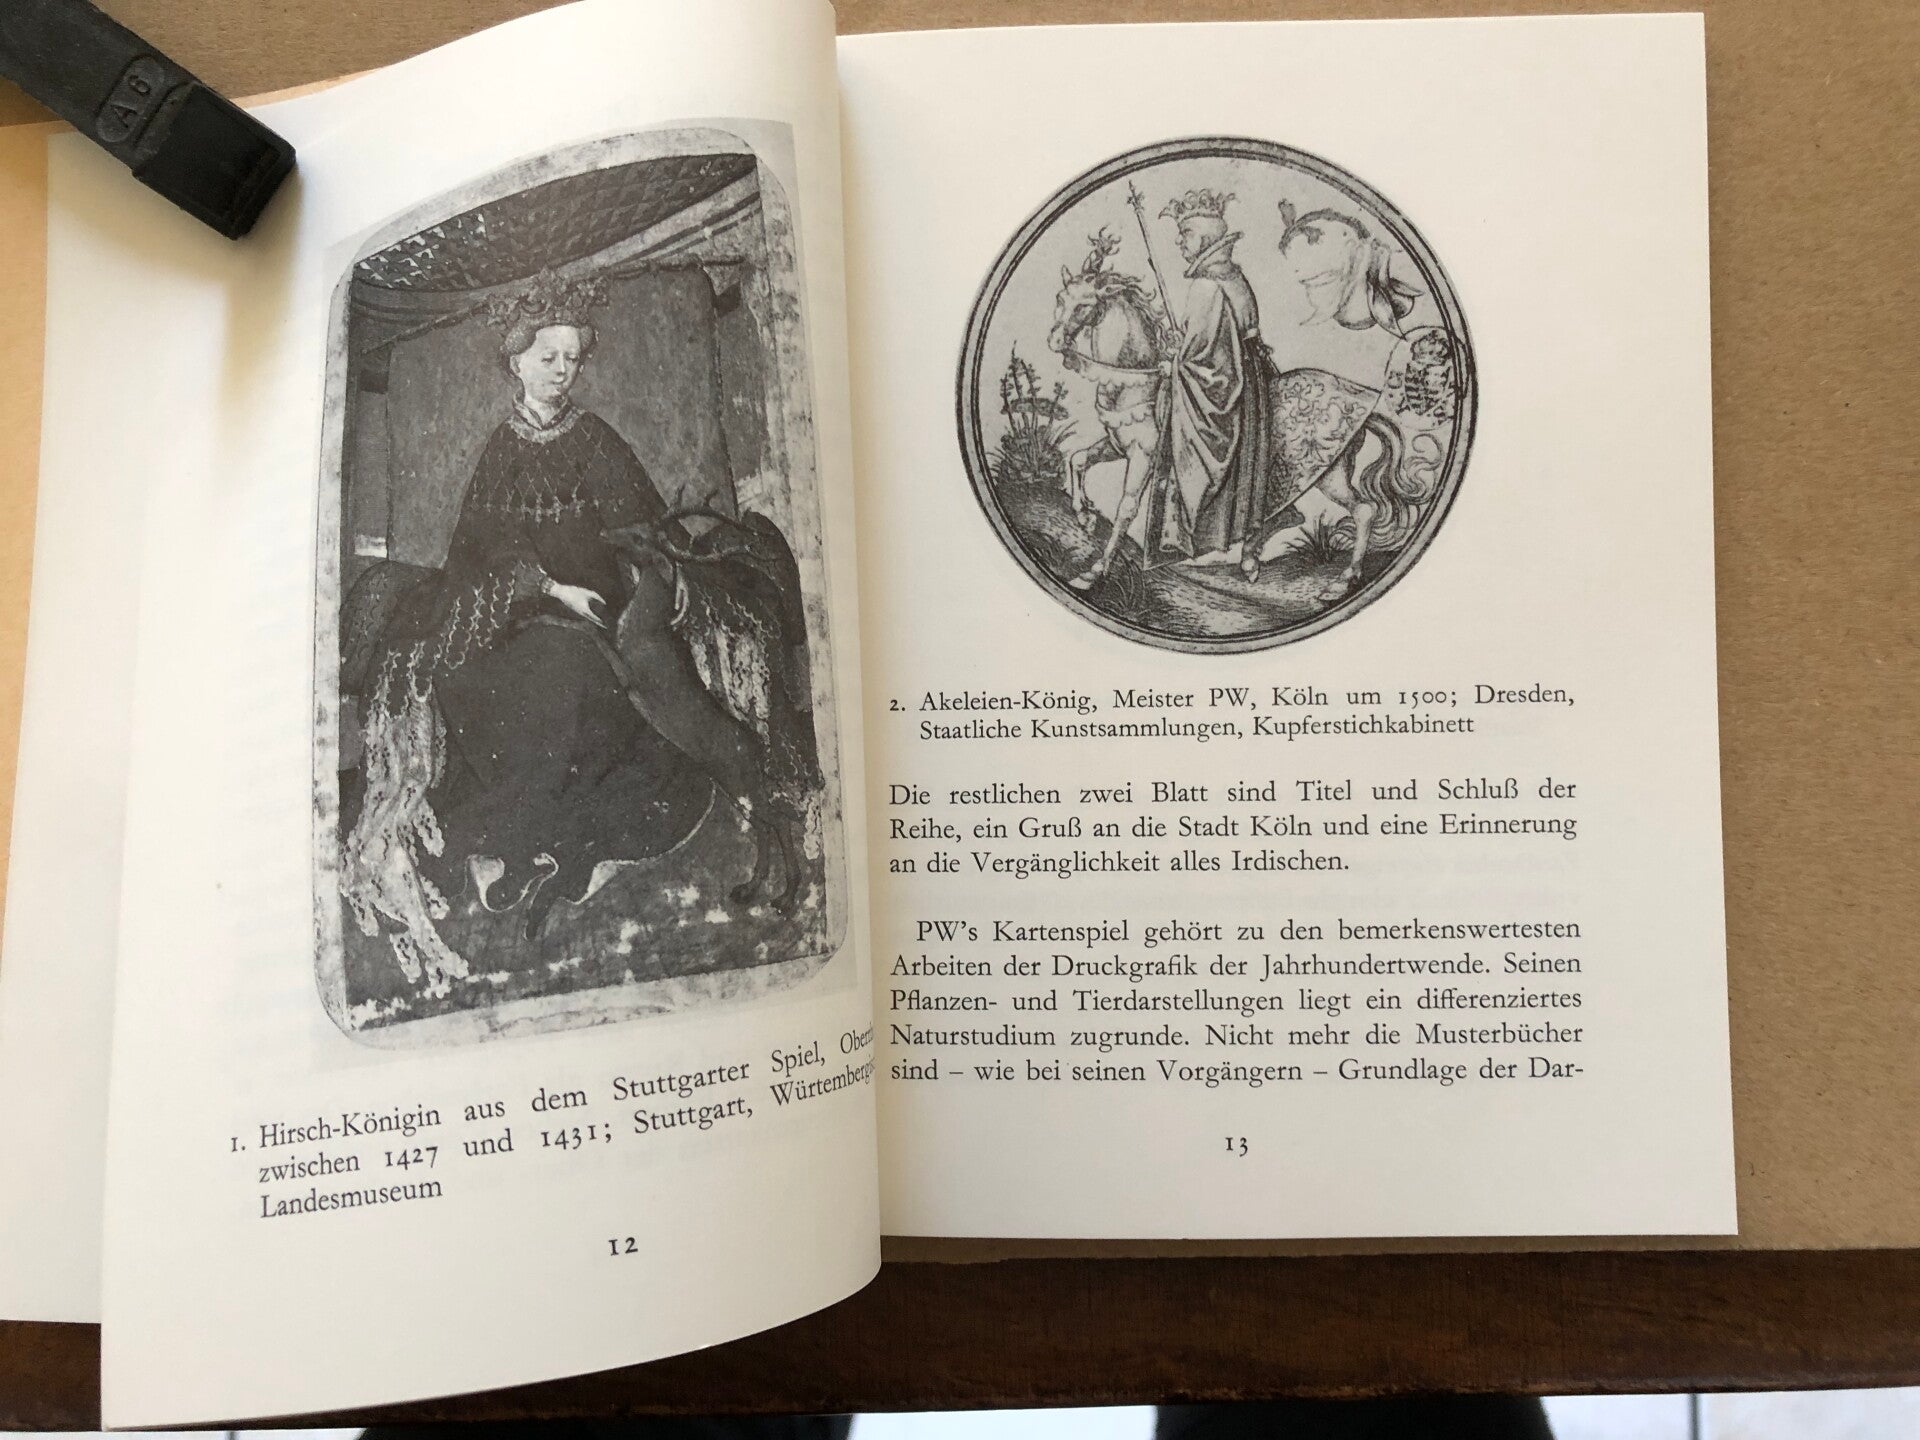 A6
1. Hirsch-Königin aus dem Stuttgarter Spiel,
zwischen 1427 und 1431; Stuttgart,
Landesmuseum
12
2. Akeleien-König, Meister PW, Köln um 1500; Dresden,
Staatliche Kunstsammlungen, Kupferstichkabinett
Die restlichen zwei Blatt sind Titel und Schluß der
Reihe, ein Gruß an die Stadt Köln und eine Erinnerung
an die Vergänglichkeit alles Irdischen.
PW’s Kartenspiel gehört zu den bemerkenswertesten
Arbeiten der Druckgrafik der Jahrhundertwende. Seinen
Pflanzen- und Tierdarstellungen liegt ein differenziertes
Naturstudium zugrunde. Nicht mehr die Musterbücher
sind – wie bei seinen Vorgängern – Grundlage der Dar-
13